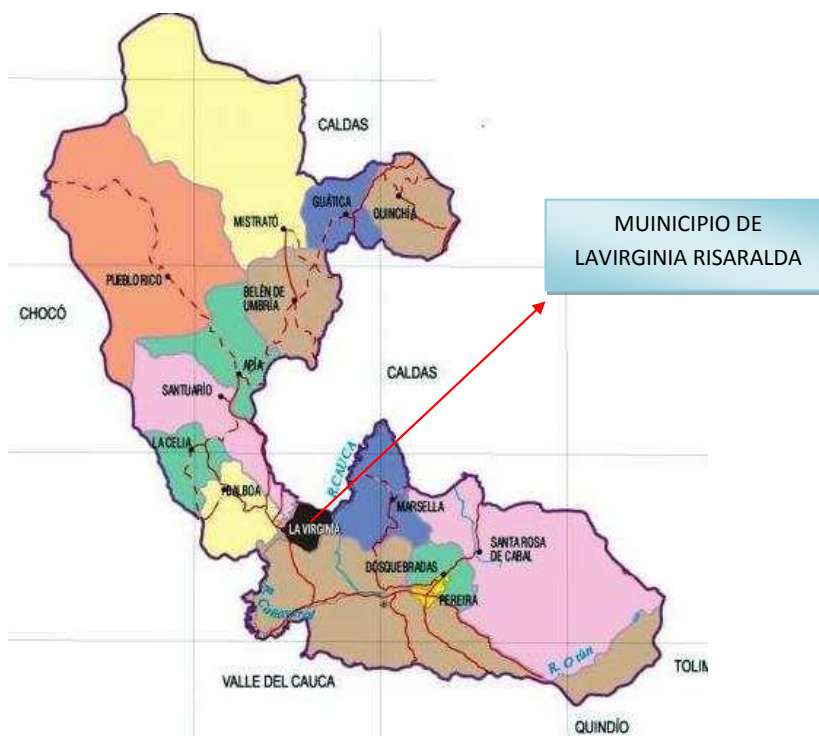 CALDAS
GUÁTICA
QUINCHÍA
MISTRATÓ
MUINICIPIO DE
LAVIRGINIA RISARALDA
PUEBLO RICO
BELÉN DE
UMBRÍA
CHOCÓ
APÍA
CALDAS
SANTUARÍO
LA CELIA
R.CAUCA
BALBOA
MARSELLA
LA VIRGINIA
SANTA ROSA
DE CABAL
DOSQUEBRADAS
PEREIRA
R. Otún
TOLIM
VALLE DEL CAUCA
QUINDÍO